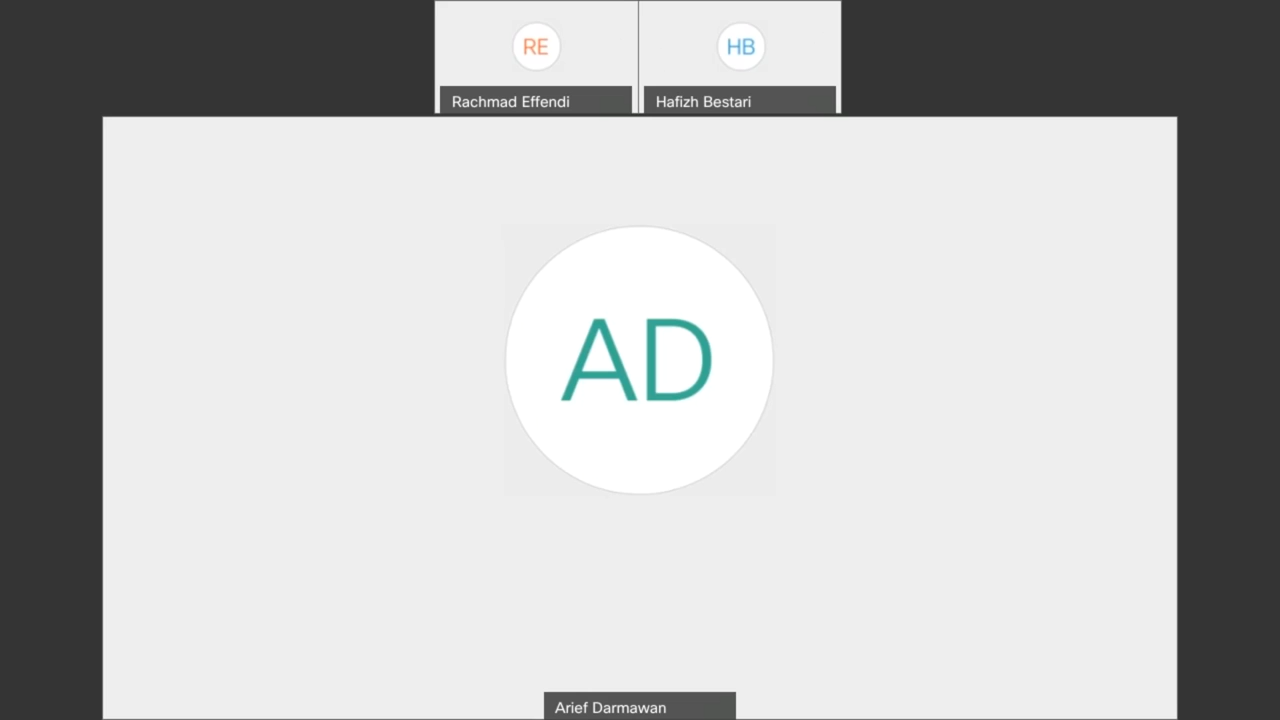 RE
HB
Rachmad Effendi
Hafizh Bestari
AD
Arief Darmawan